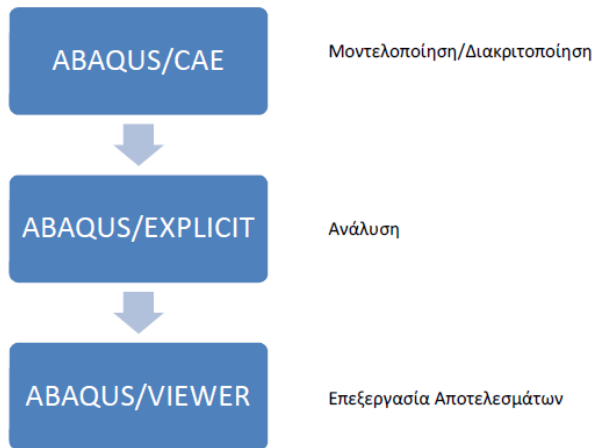 ABAQUS/CAE
Μοντελοποίηση/Διακριτοποίηση
ABAQUS/EXPLICIT
Ανάλυση
ABAQUS/VIEWER
Επεξεργασία Αποτελεσμάτων